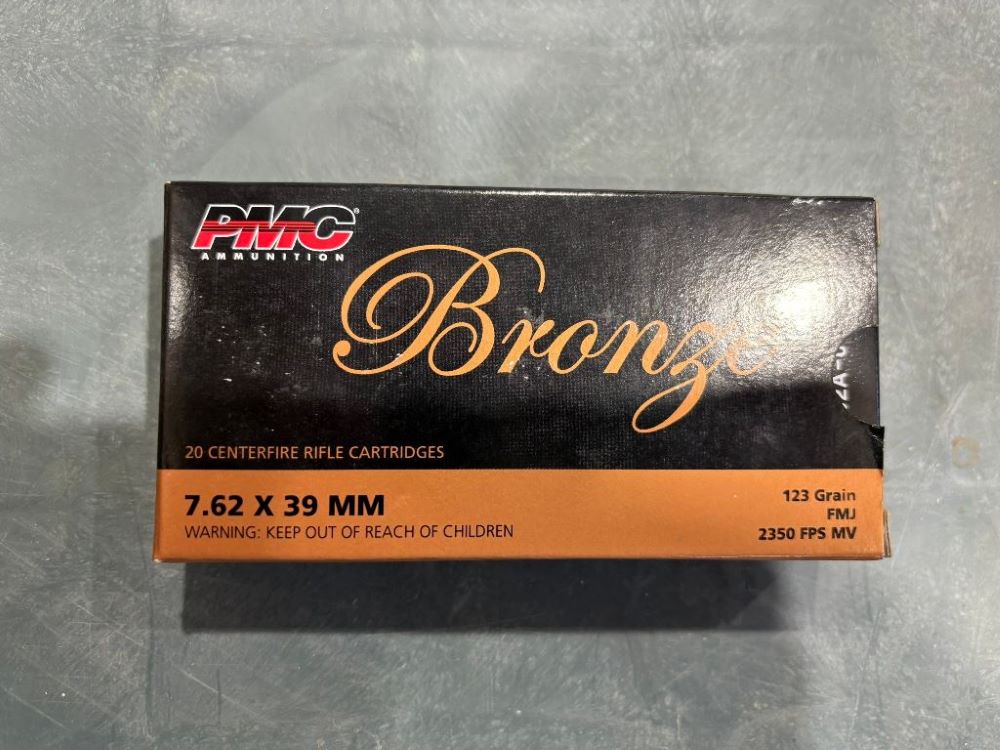 PMC®
AMMUNITION
Bronze
20 CENTERFIRE RIFLE CARTRIDGES
7.62 X 39 MM
WARNING: KEEP OUT OF REACH OF CHILDREN
123 Grain
FMJ
2350 FPS MV